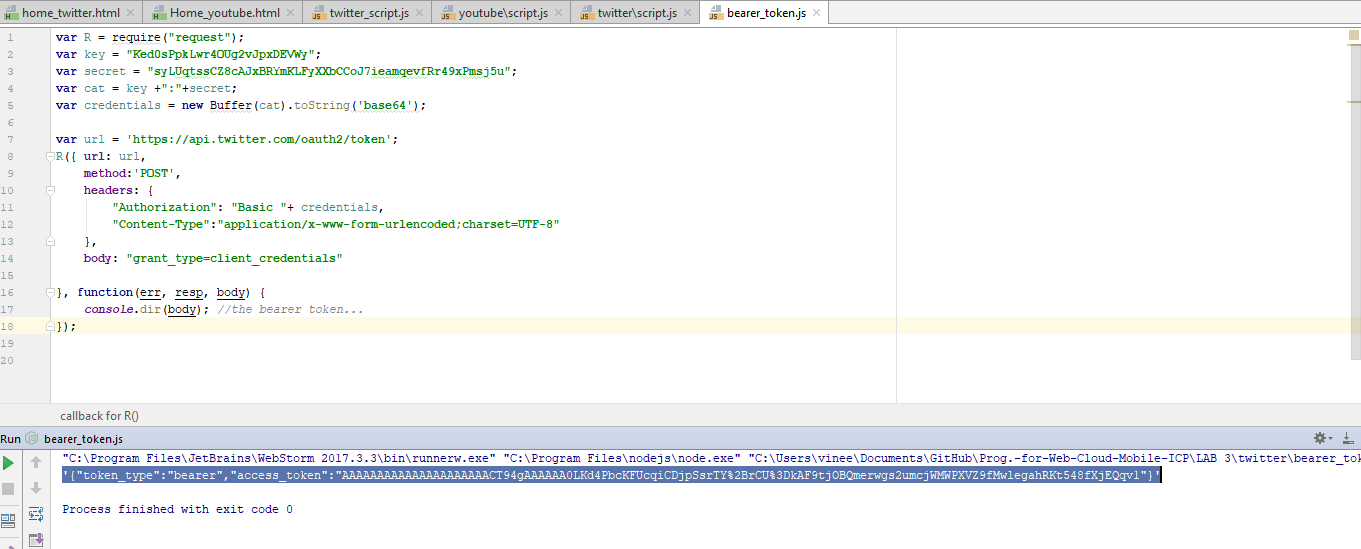 home_twitter.html
Home_youtube.html
twitter_script.js
youtube\script.js
twitter\script.js
bearer_token.js
1 var R = require("request");
2 var key = "Ked0sPpkLwr4OUg2vJpxDEVWy";
3 var secret = "syLUqtssCZ8cAJxBRYmKLFyXXbCCoJ7ieamqevfRr49xPmsj5u";
4 var cat = key +":"+secret;
5 var credentials = new Buffer(cat).toString('base64');
6
7 var url = 'https://api.twitter.com/oauth2/token';
8 R({ url: url,
9 method:'POST',
10 headers: {
11 "Authorization": "Basic "+ credentials,
12 "Content-Type":"application/x-www-form-urlencoded;charset=UTF-8"
13 },
14 body: "grant_type=client_credentials"
15
16 }, function(err, resp, body) {
17 console.dir(body); //the bearer token...
18 });
19
20
callback for R()
Run bearer_token.js
"C:\Program Files\JetBrains\WebStorm 2017.3.3\bin\runnerw.exe" "C:\Program Files\nodejs\node.exe" "C:\Users\vinee\Documents\GitHub\Prog.-for-Web-Cloud-Mobile-ICP\LAB 3\twitter\bearer_tok
'{"token_type":"bearer","access_token":"AAAAAAAAAAAAAAAAAAAAACT94gAAAAAA0LKd4PbcKFUcqiCDjpSsrTY%2BrCU%3DkAF9tjOBQmerwgs2umcjWMWPXVZ9fMwlegahRKt548fXjEQqvl"}'
Process finished with exit code 0